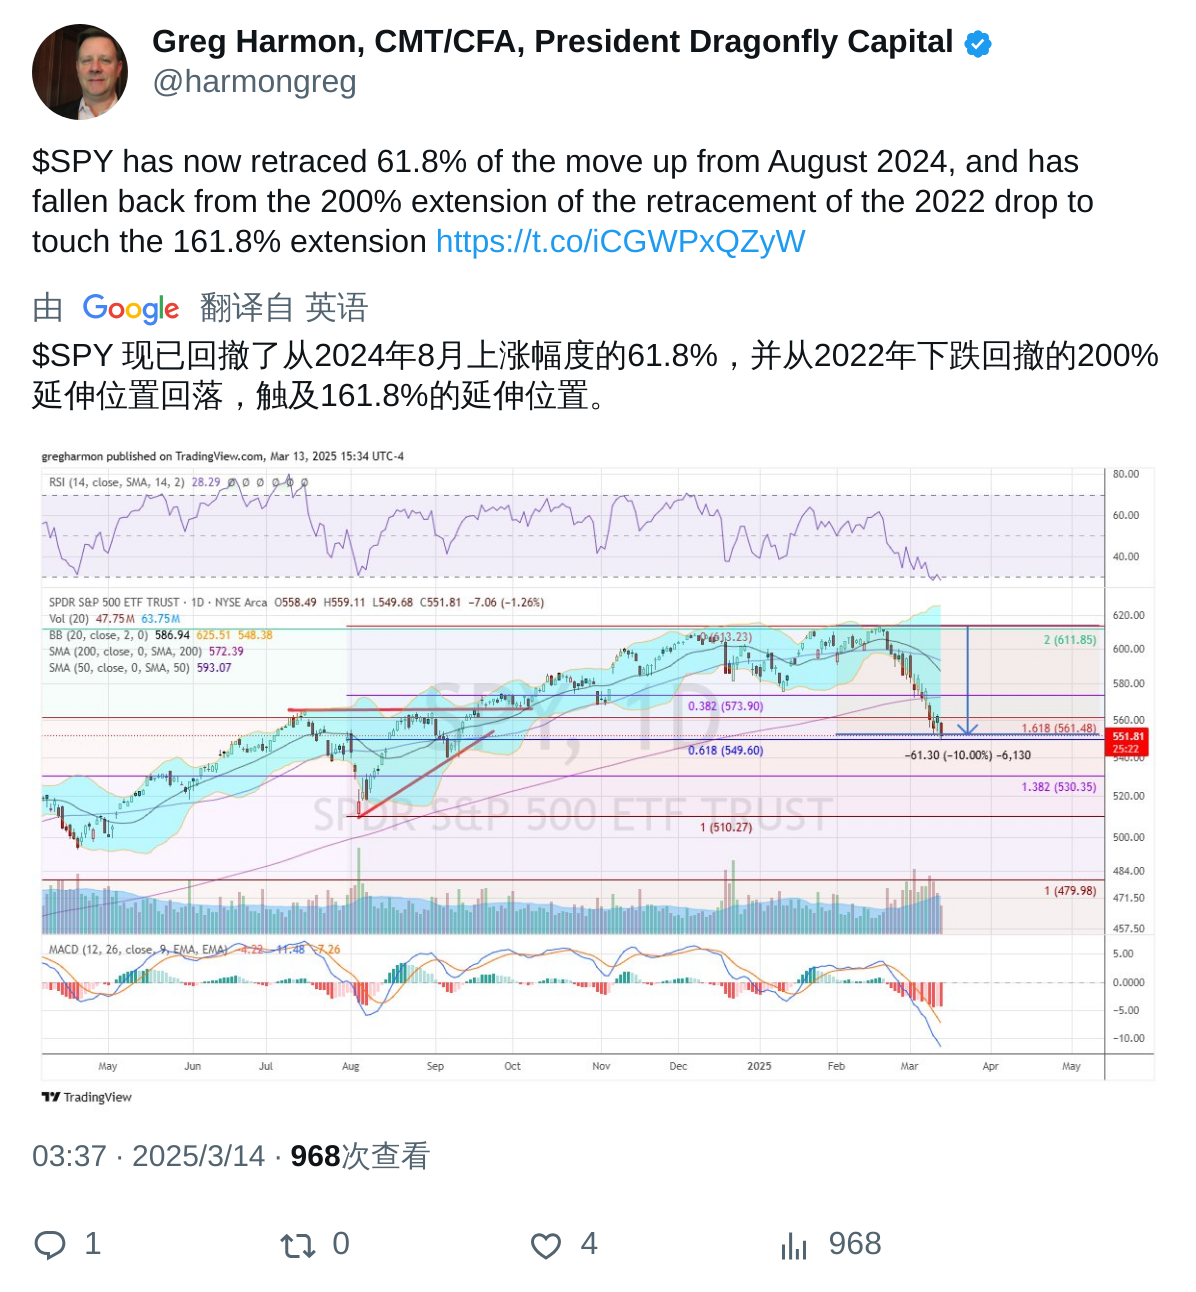 Greg Harmon, CMT/CFA, President Dragonfly Capital
@harmongreg
$SPY has now retraced 61.8% of the move up from August 2024, and has
fallen back from the 200% extension of the retracement of the 2022 drop to
touch the 161.8% extension https://t.co/iCGWPxQZyW
由 Google 翻译自 英语
$SPY 现已回撤了从2024年8月上涨幅度的61.8%，并从2022年下跌回撤的200%
延伸位置回落，触及161.8%的延伸位置。
gregharmon published on TradingView.com, Mar 13, 2025 15:34 UTC-4
RSI (14, close, SMA, 14, 2) 28.29 Ø Ø Ø Ø Ø Ø
80.00
60.00
40.00
SPDR S&P 500 ETF TRUST · 1D · NYSE Arca O558.49 H559.11 L549.68 C551.81 −7.06 (−1.26%)
Vol (20) 47.75M 63.75M
BB (20, close, 2, 0) 586.94 625.51 548.38
SMA (200, close, 0, SMA, 200) 572.39
SMA (50, close, 0, SMA, 50) 593.07
SPY, 1D
SPDR S&P 500 ETF TRUST
0 (613.23)
2 (611.85)
0.382 (573.90)
1.618 (561.48)
0.618 (549.60)
−61.30 (−10.00%) −6,130
1.382 (530.35)
1 (510.27)
1 (479.98)
620.00
600.00
580.00
560.00
551.81
25:22
540.00
520.00
500.00
484.00
471.50
457.50
MACD (12, 26, close, 9, EMA, EMA) −4.22 −11.48 −7.26
5.00
0.0000
−5.00
−10.00
May Jun Jul Aug Sep Oct Nov Dec 2025 Feb Mar Apr May
TradingView
03:37 · 2025/3/14 · 968次查看
1 0 4 968